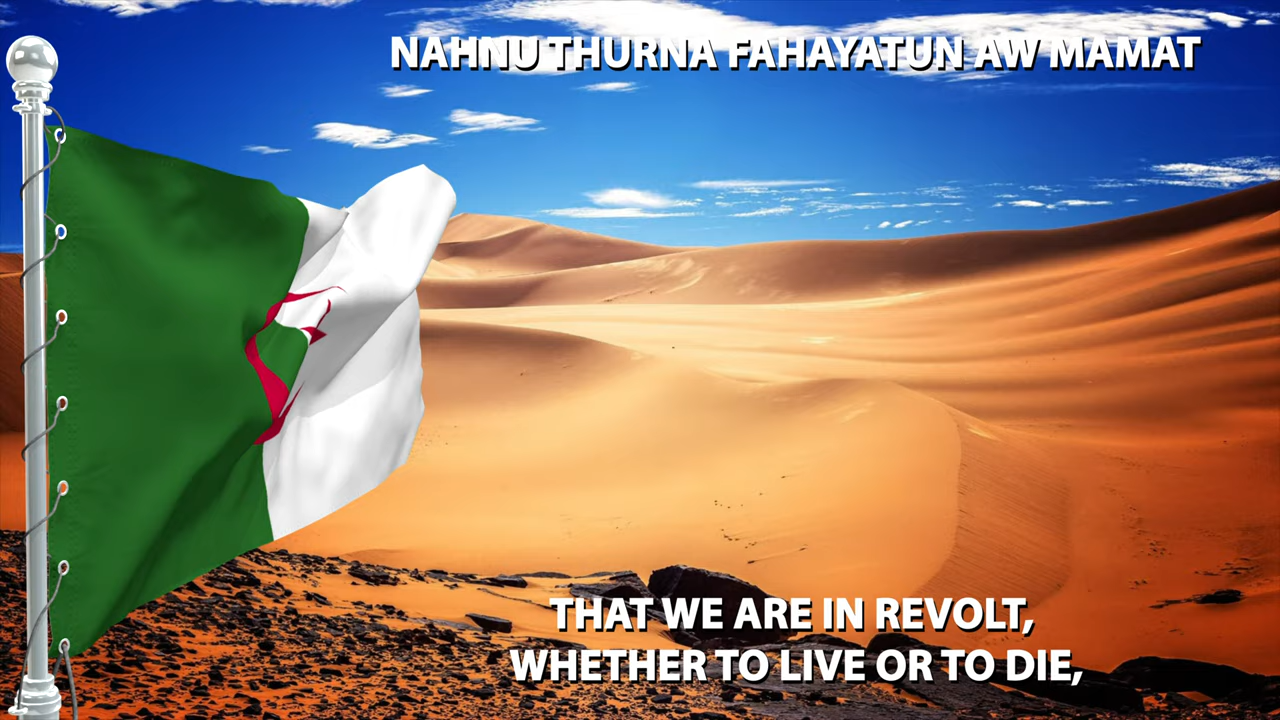 NAHNU THURNA FAHAYATUN AW MAMAT
THAT WE ARE IN REVOLT,
WHETHER TO LIVE OR TO DIE,